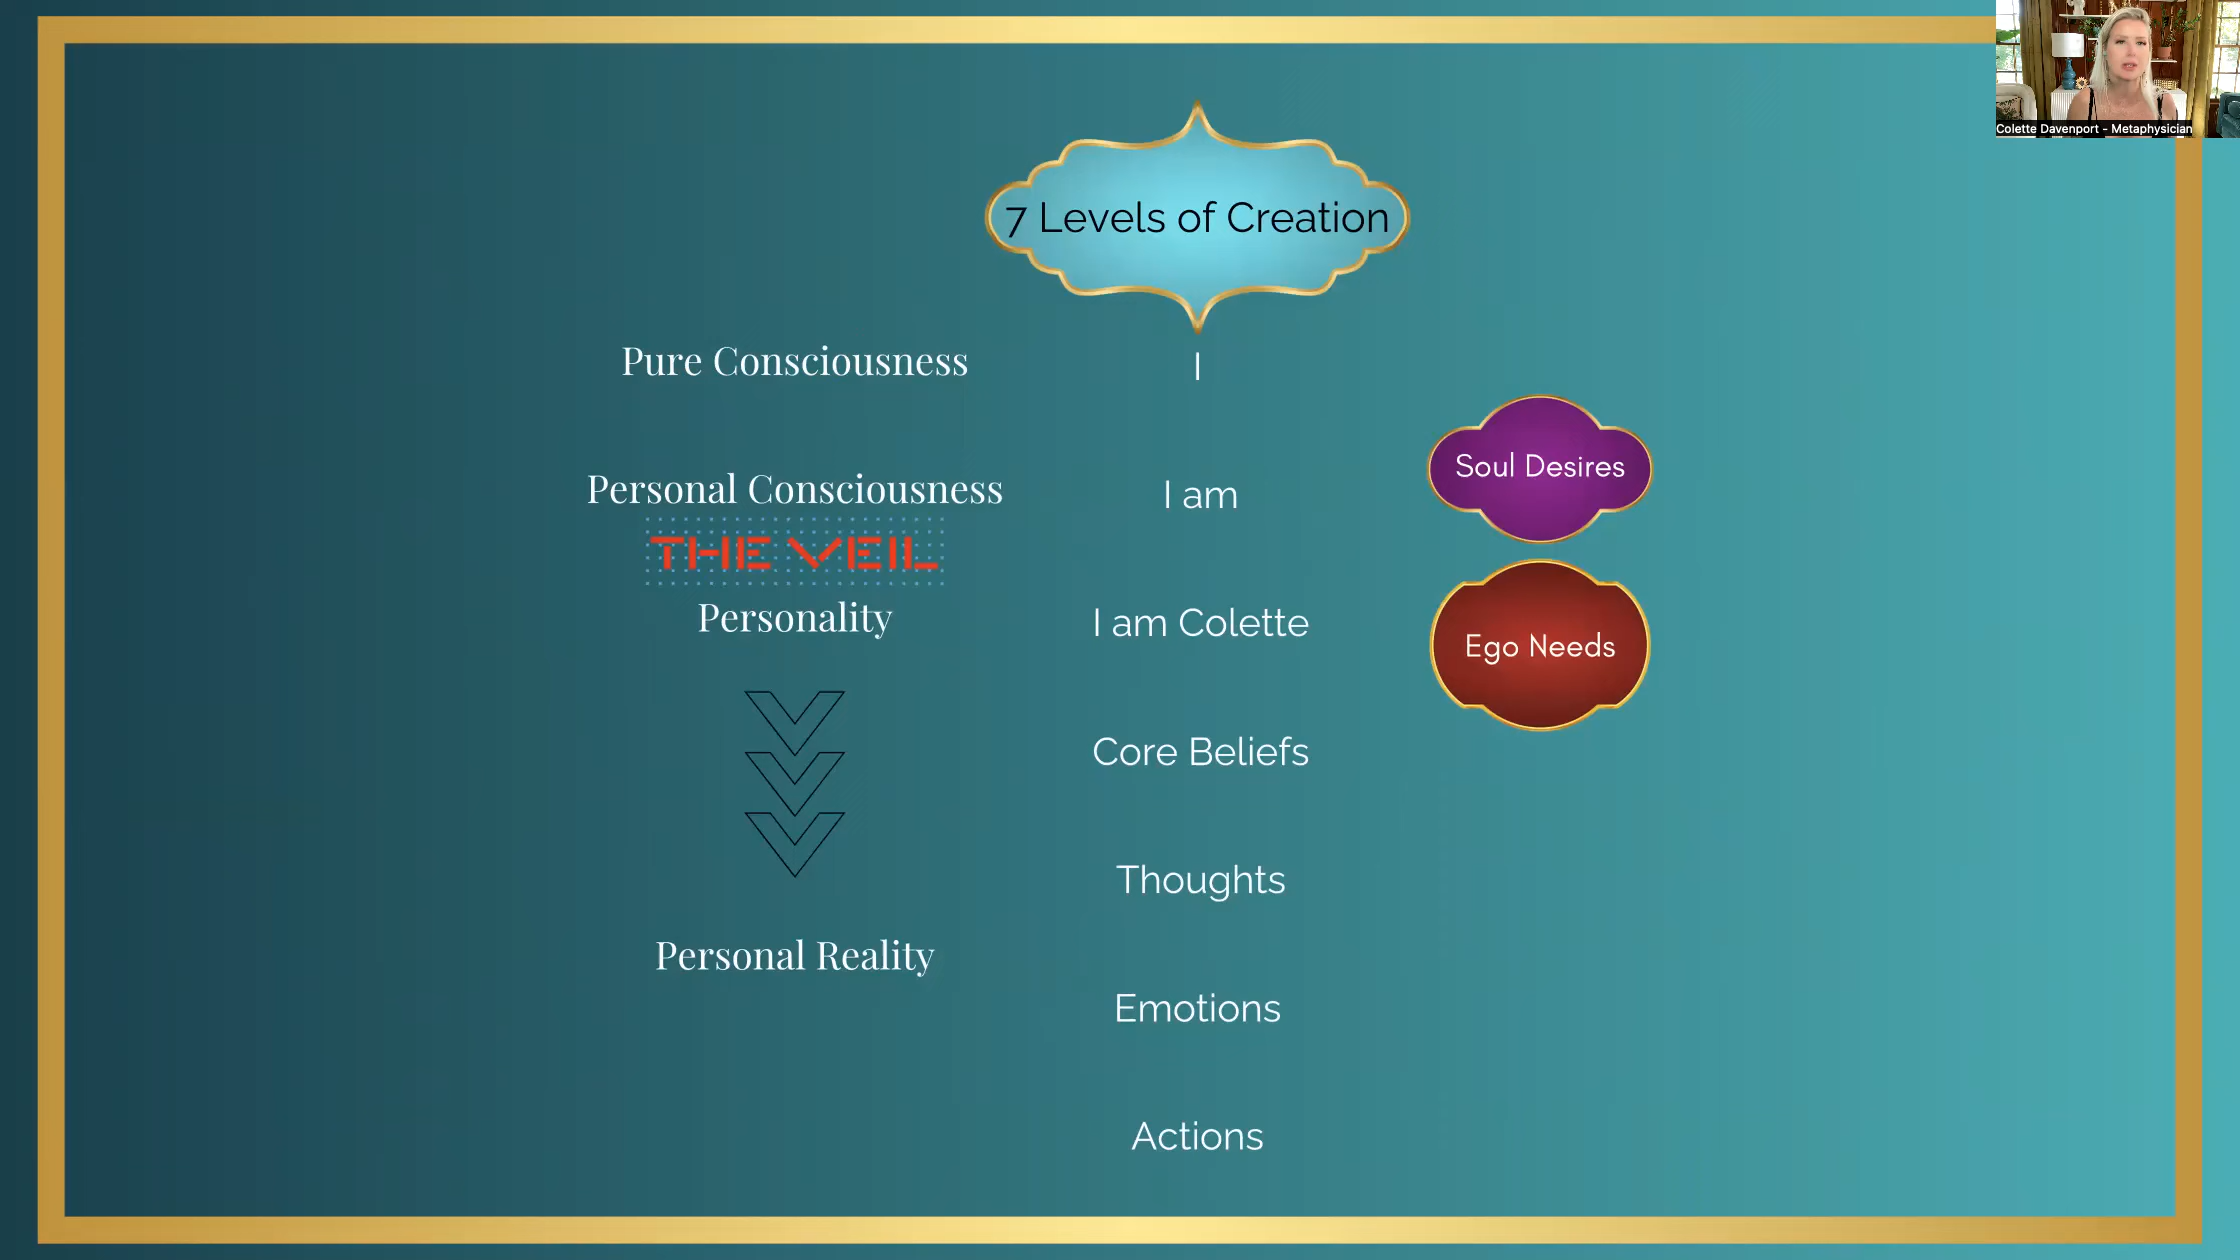 Colette Davenport - Metaphysician
7 Levels of Creation
Pure Consciousness
I
Personal Consciousness
I am
Soul Desires
THE VEIL
Personality
I am Colette
Ego Needs
Core Beliefs
Thoughts
Personal Reality
Emotions
Actions